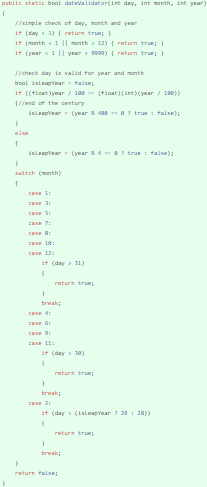 public static bool dateValidator(int day, int month, int year)
{
//simple check of day, month and year
if (day < 1) { return true; }
if (month < 1 || month > 12) { return true; }
if (year < 1 || year > 9999) { return true; }
//check day is valid for year and month
bool isLeapYear = false;
if ((float)year / 100 == (float)(int)(year / 100))
{//end of the century
isLeapYear = (year % 400 == 0 ? true : false);
}
else
{
isLeapYear = (year % 4 == 0 ? true : false);
}
switch (month)
{
case 1:
case 3:
case 5:
case 7:
case 8:
case 10:
case 12:
if (day > 31)
{
return true;
}
break;
case 4:
case 6:
case 9:
case 11:
if (day > 30)
{
return true;
}
break;
case 2:
if (day > (isLeapYear ? 29 : 28))
{
return true;
}
break;
}
return false;
}